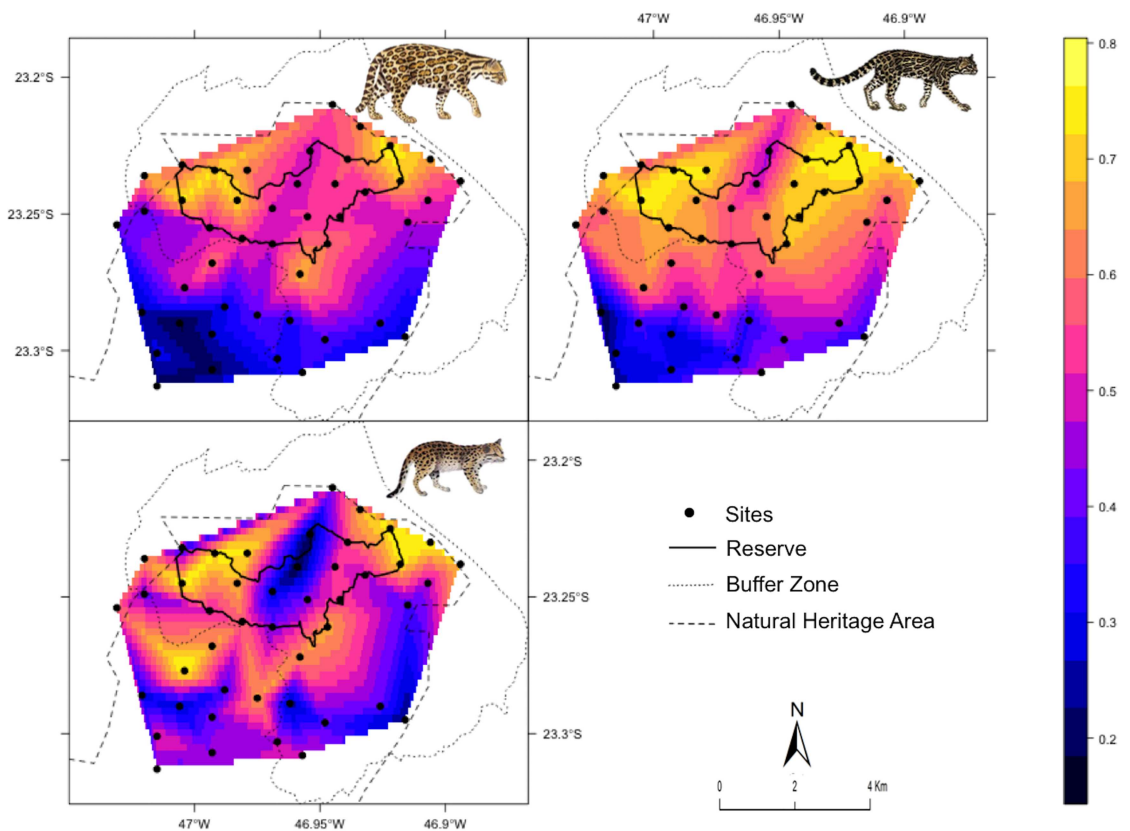 47°W 46.95°W 46.9°W
0.8
23.2°S
0.7
23.25°S
0.6
23.3°S
0.5
23.2°S
Sites
0.4
Reserve
Buffer Zone
23.25°S
Natural Heritage Area
0.3
N
23.3°S
0.2
0 2 4 Km
47°W 46.95°W 46.9°W